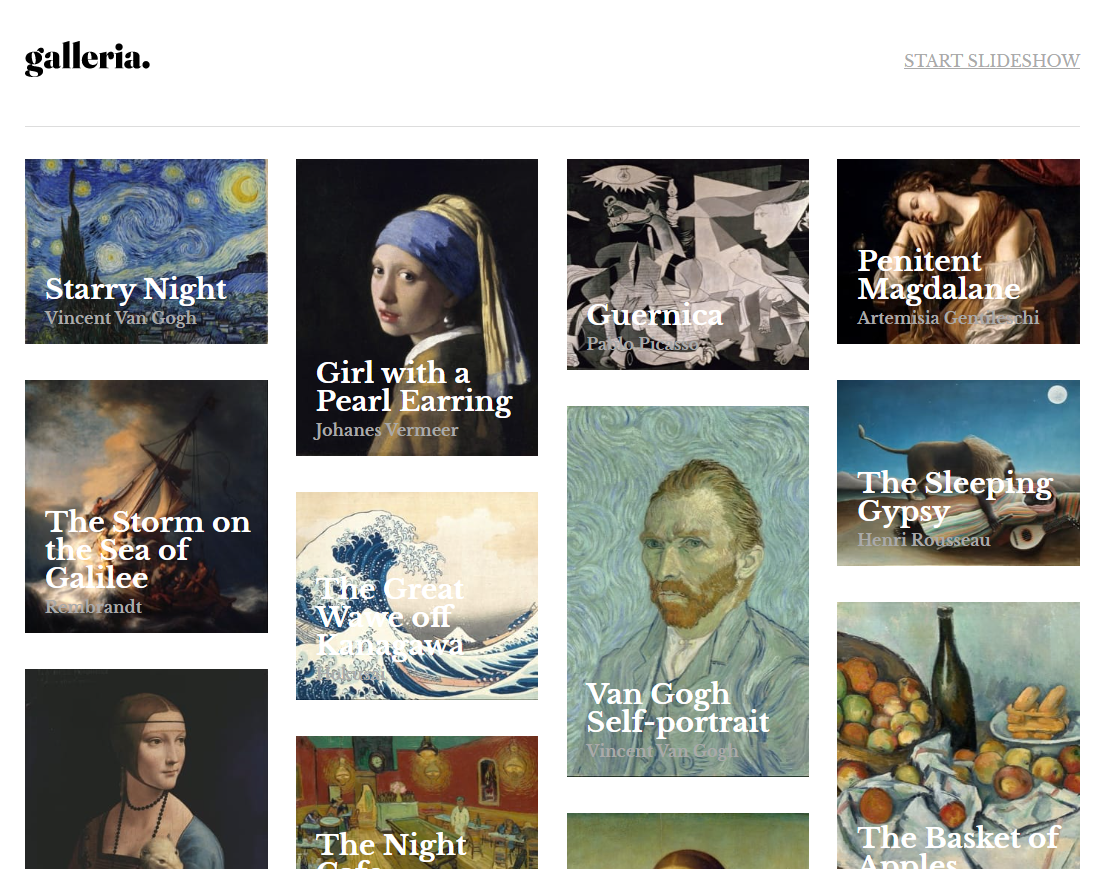 galleria.
START SLIDESHOW
Starry Night
Vincent Van Gogh
Girl with a
Pearl Earring
Johanes Vermeer
Guernica
Pablo Picasso
Penitent
Magdalane
Artemisia Gentileschi
The Storm on
the Sea of
Galilee
Rembrandt
The Great
Wawe off
Kanagawa
Hokusai
Van Gogh
Self-portrait
Vincent Van Gogh
The Sleeping
Gypsy
Henri Rousseau
The Night
Cafe
The Basket of
Apples